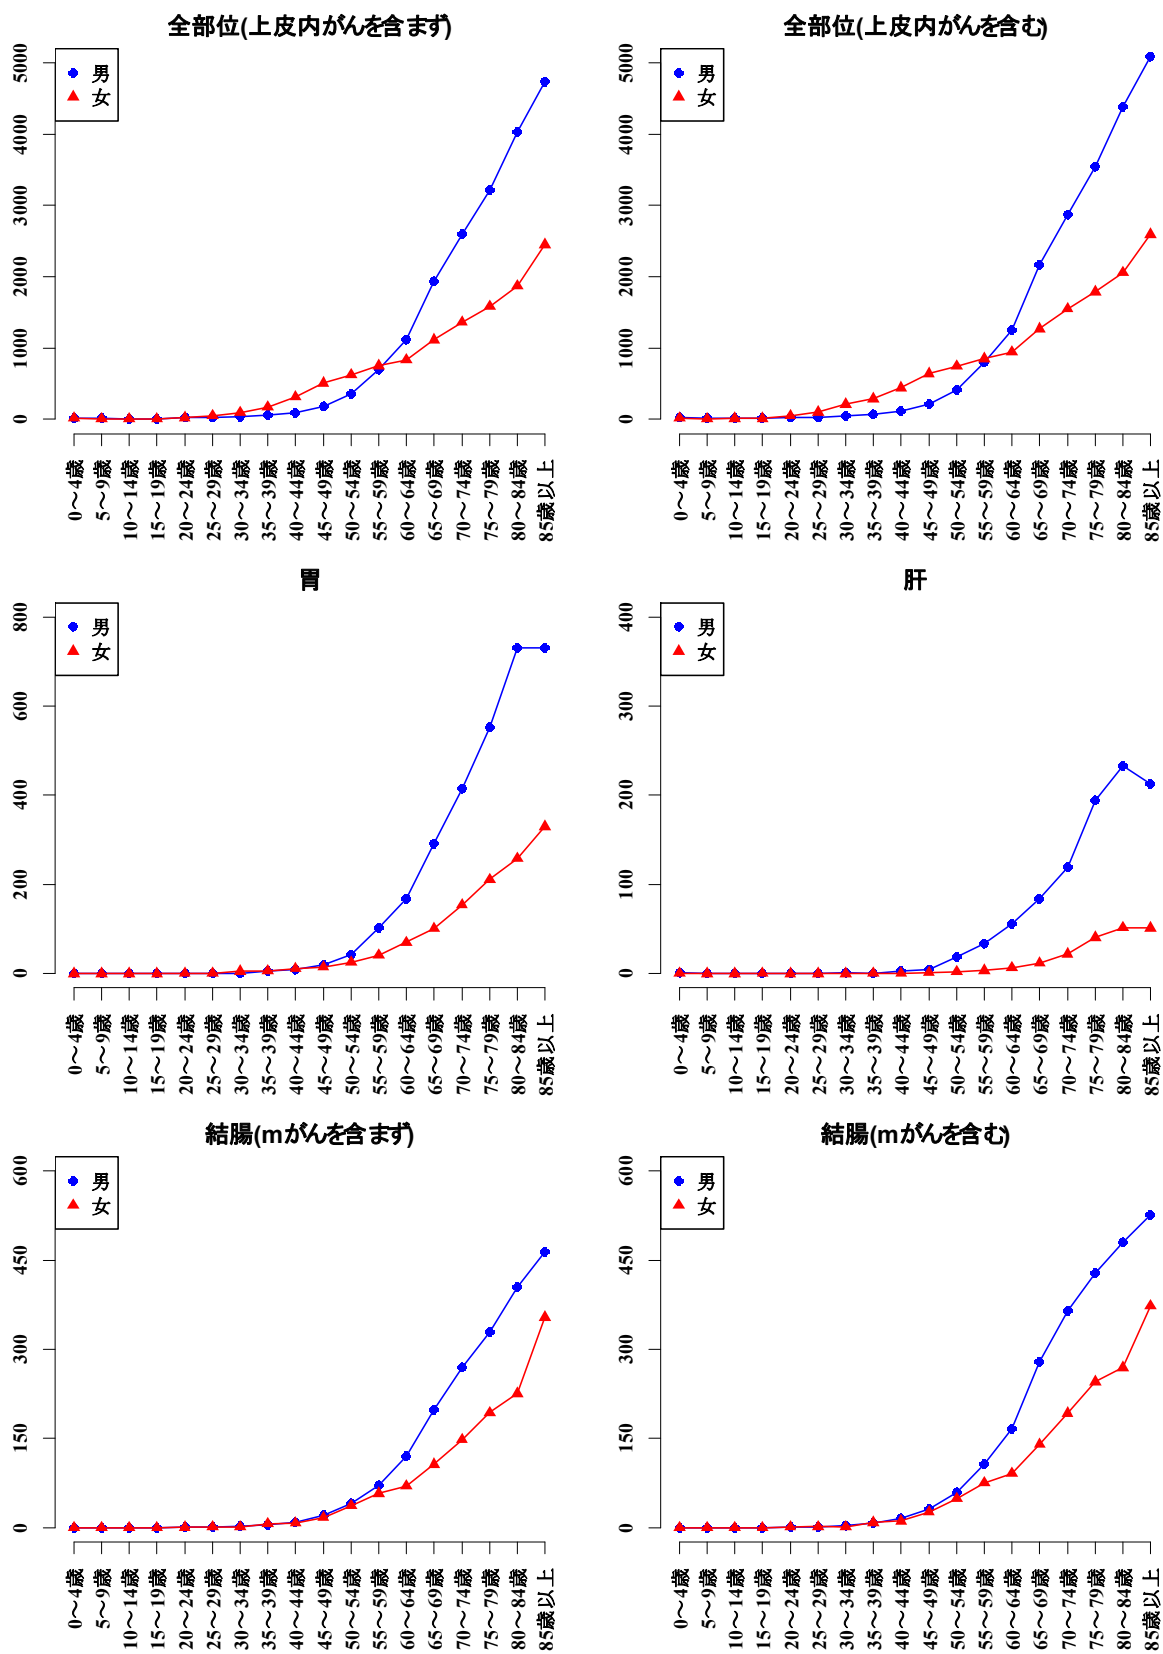 全部位(上皮内がんを含まず)
男
女
5000
4000
3000
2000
1000
0
0〜4歳
5〜9歳
10〜14歳
15〜19歳
20〜24歳
25〜29歳
30〜34歳
35〜39歳
40〜44歳
45〜49歳
50〜54歳
55〜59歳
60〜64歳
65〜69歳
70〜74歳
75〜79歳
80〜84歳
85歳以上
全部位(上皮内がんを含む)
男
女
5000
4000
3000
2000
1000
0
0〜4歳
5〜9歳
10〜14歳
15〜19歳
20〜24歳
25〜29歳
30〜34歳
35〜39歳
40〜44歳
45〜49歳
50〜54歳
55〜59歳
60〜64歳
65〜69歳
70〜74歳
75〜79歳
80〜84歳
85歳以上
胃
男
女
800
600
400
200
0
0〜4歳
5〜9歳
10〜14歳
15〜19歳
20〜24歳
25〜29歳
30〜34歳
35〜39歳
40〜44歳
45〜49歳
50〜54歳
55〜59歳
60〜64歳
65〜69歳
70〜74歳
75〜79歳
80〜84歳
85歳以上
肝
男
女
400
300
200
100
0
0〜4歳
5〜9歳
10〜14歳
15〜19歳
20〜24歳
25〜29歳
30〜34歳
35〜39歳
40〜44歳
45〜49歳
50〜54歳
55〜59歳
60〜64歳
65〜69歳
70〜74歳
75〜79歳
80〜84歳
85歳以上
結腸(mがんを含まず)
男
女
600
450
300
150
0
0〜4歳
5〜9歳
10〜14歳
15〜19歳
20〜24歳
25〜29歳
30〜34歳
35〜39歳
40〜44歳
45〜49歳
50〜54歳
55〜59歳
60〜64歳
65〜69歳
70〜74歳
75〜79歳
80〜84歳
85歳以上
結腸(mがんを含む)
男
女
600
450
300
150
0
0〜4歳
5〜9歳
10〜14歳
15〜19歳
20〜24歳
25〜29歳
30〜34歳
35〜39歳
40〜44歳
45〜49歳
50〜54歳
55〜59歳
60〜64歳
65〜69歳
70〜74歳
75〜79歳
80〜84歳
85歳以上